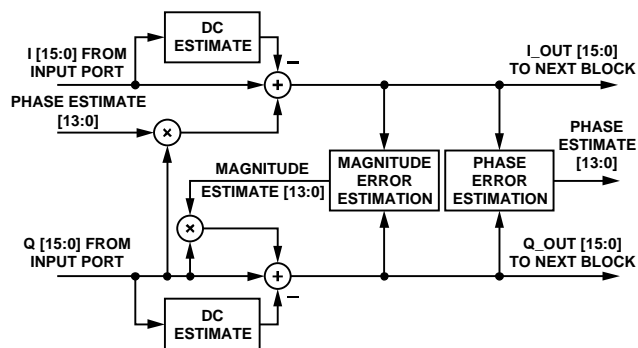 DC
ESTIMATE
–
I [15:0] FROM
INPUT PORT
+
I_OUT [15:0]
TO NEXT BLOCK
PHASE ESTIMATE
[13:0]
×
PHASE
ESTIMATE
[13:0]
MAGNITUDE
ESTIMATE [13:0]
MAGNITUDE
ERROR
ESTIMATION
PHASE
ERROR
ESTIMATION
×
Q [15:0] FROM
INPUT PORT
+
Q_OUT [15:0]
TO NEXT BLOCK
–
DC
ESTIMATE